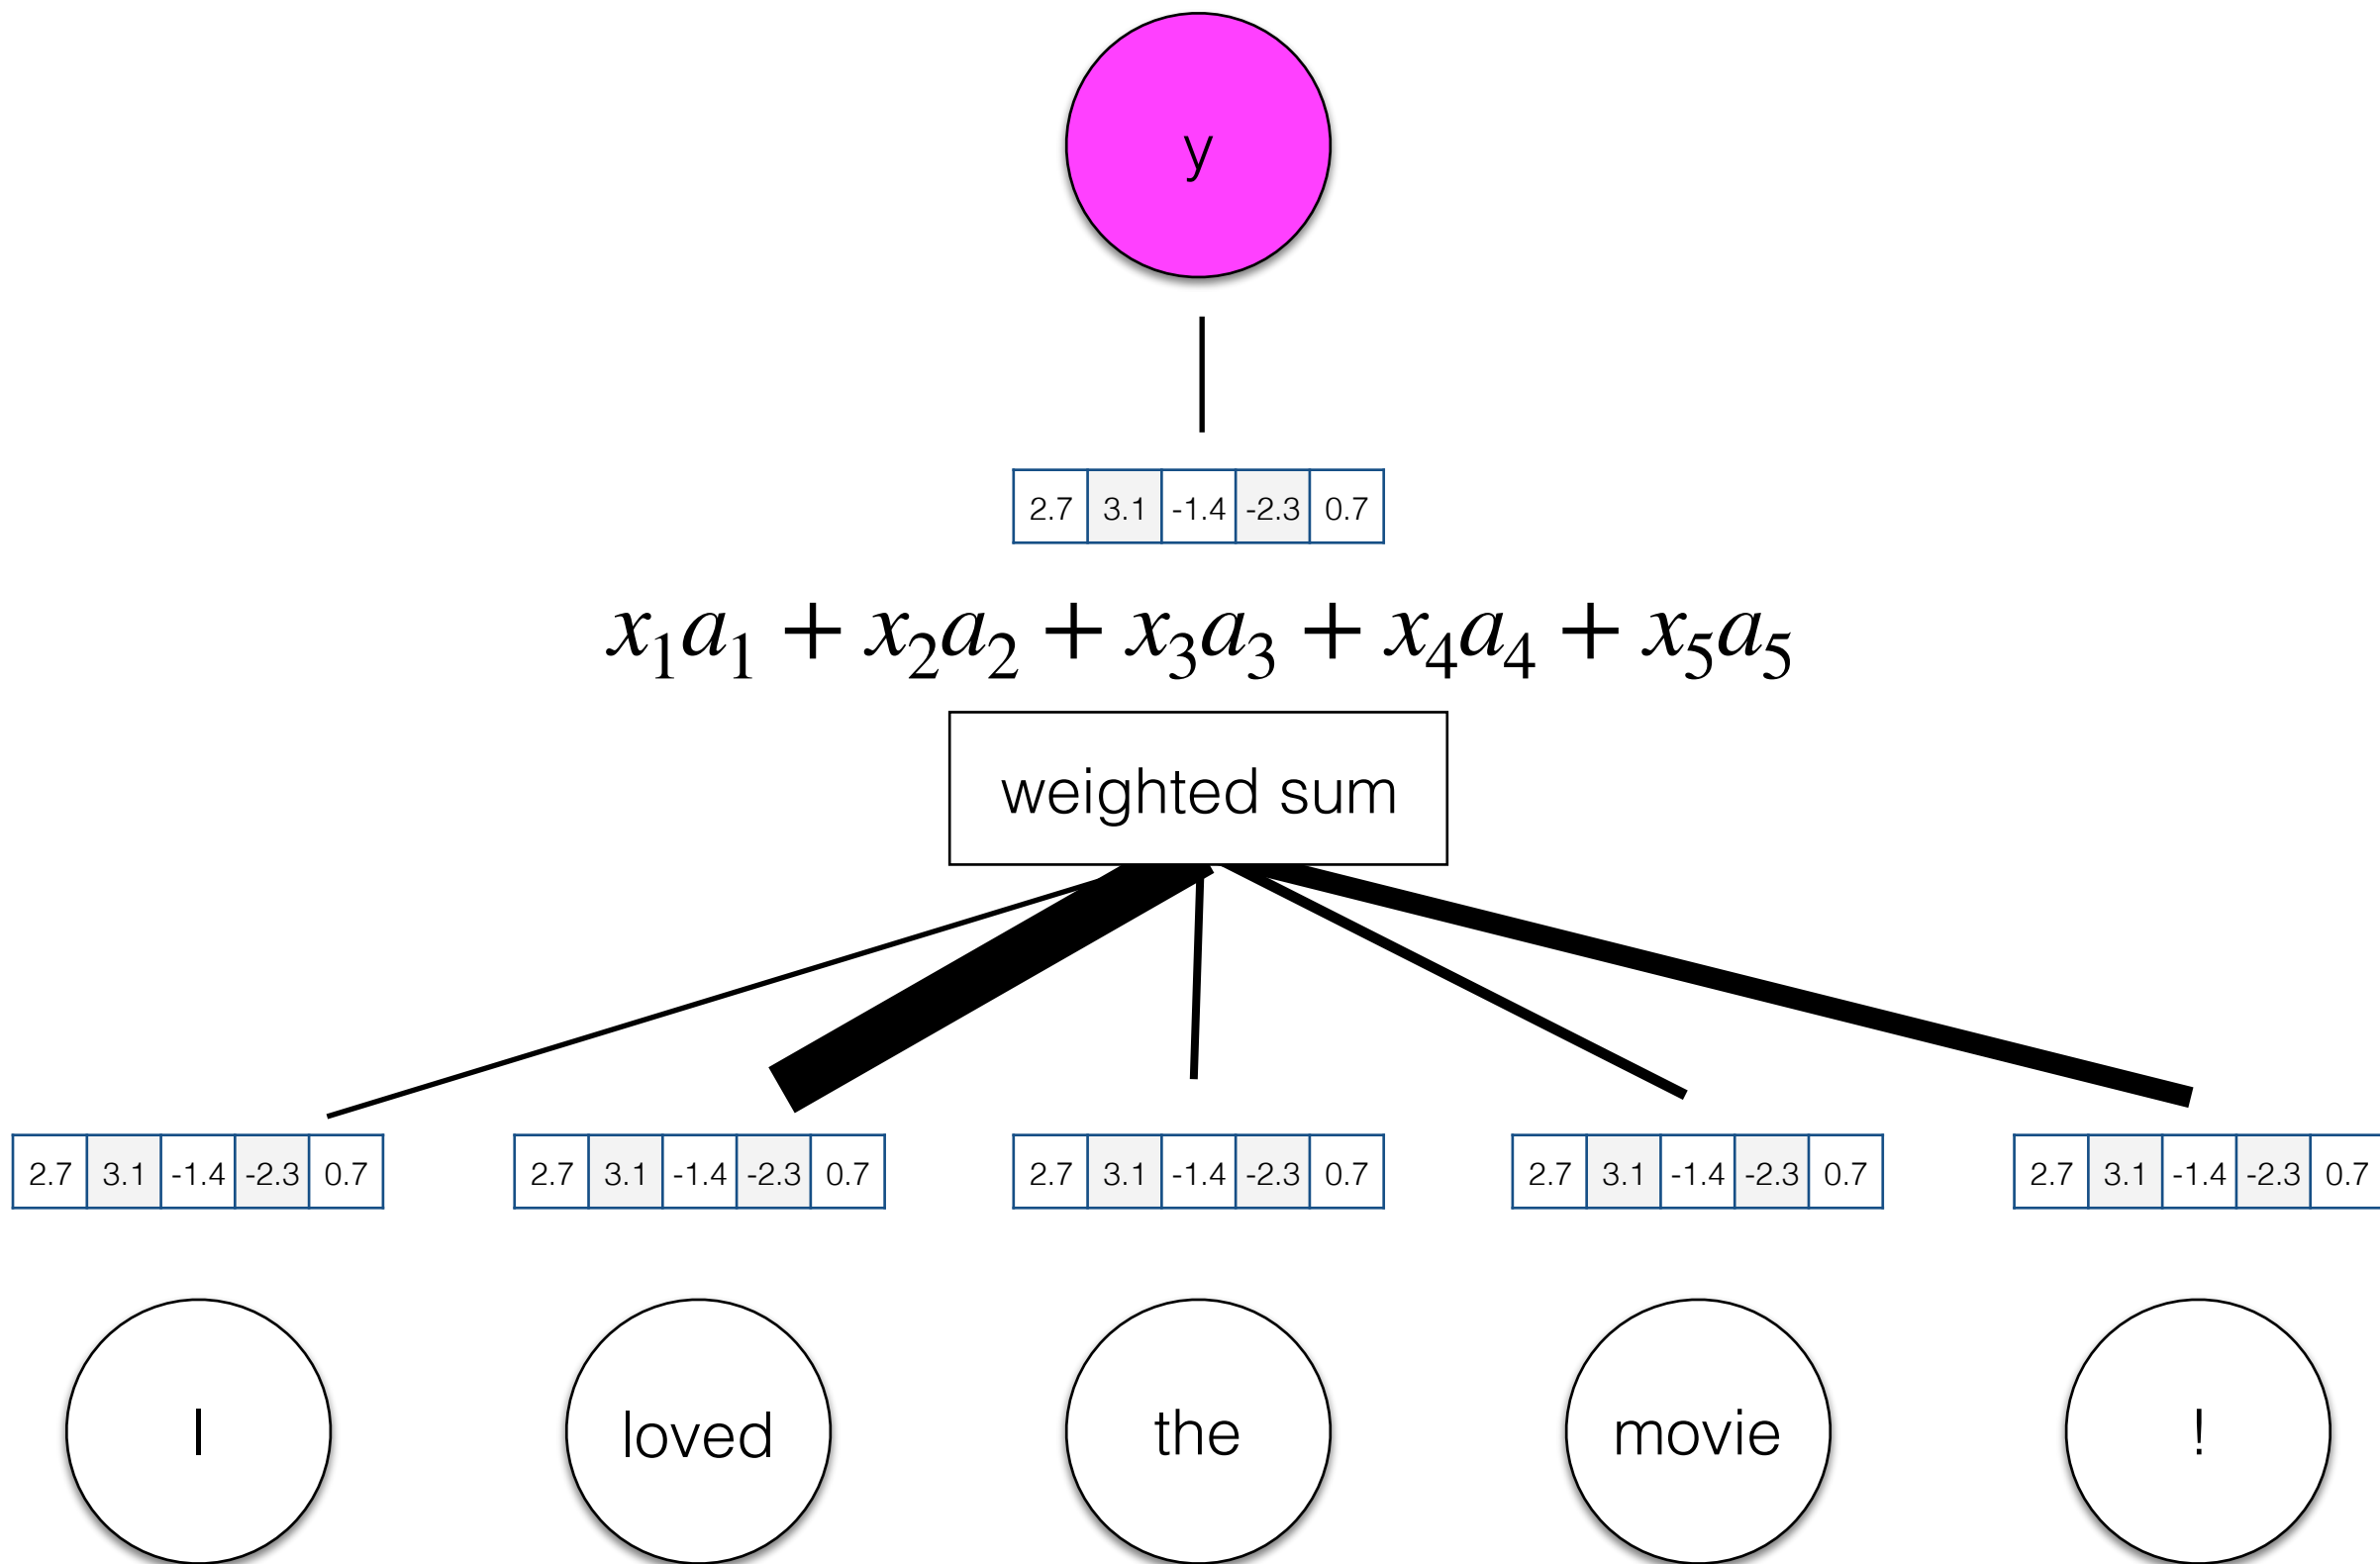 y
2.7 3.1 -1.4 -2.3 0.7
x₁a₁ + x₂a₂ + x₃a₃ + x₄a₄ + x₅a₅
weighted sum
2.7 3.1 -1.4 -2.3 0.7 2.7 3.1 -1.4 -2.3 0.7 2.7 3.1 -1.4 -2.3 0.7 2.7 3.1 -1.4 -2.3 0.7 2.7 3.1 -1.4 -2.3 0.7
I loved the movie !